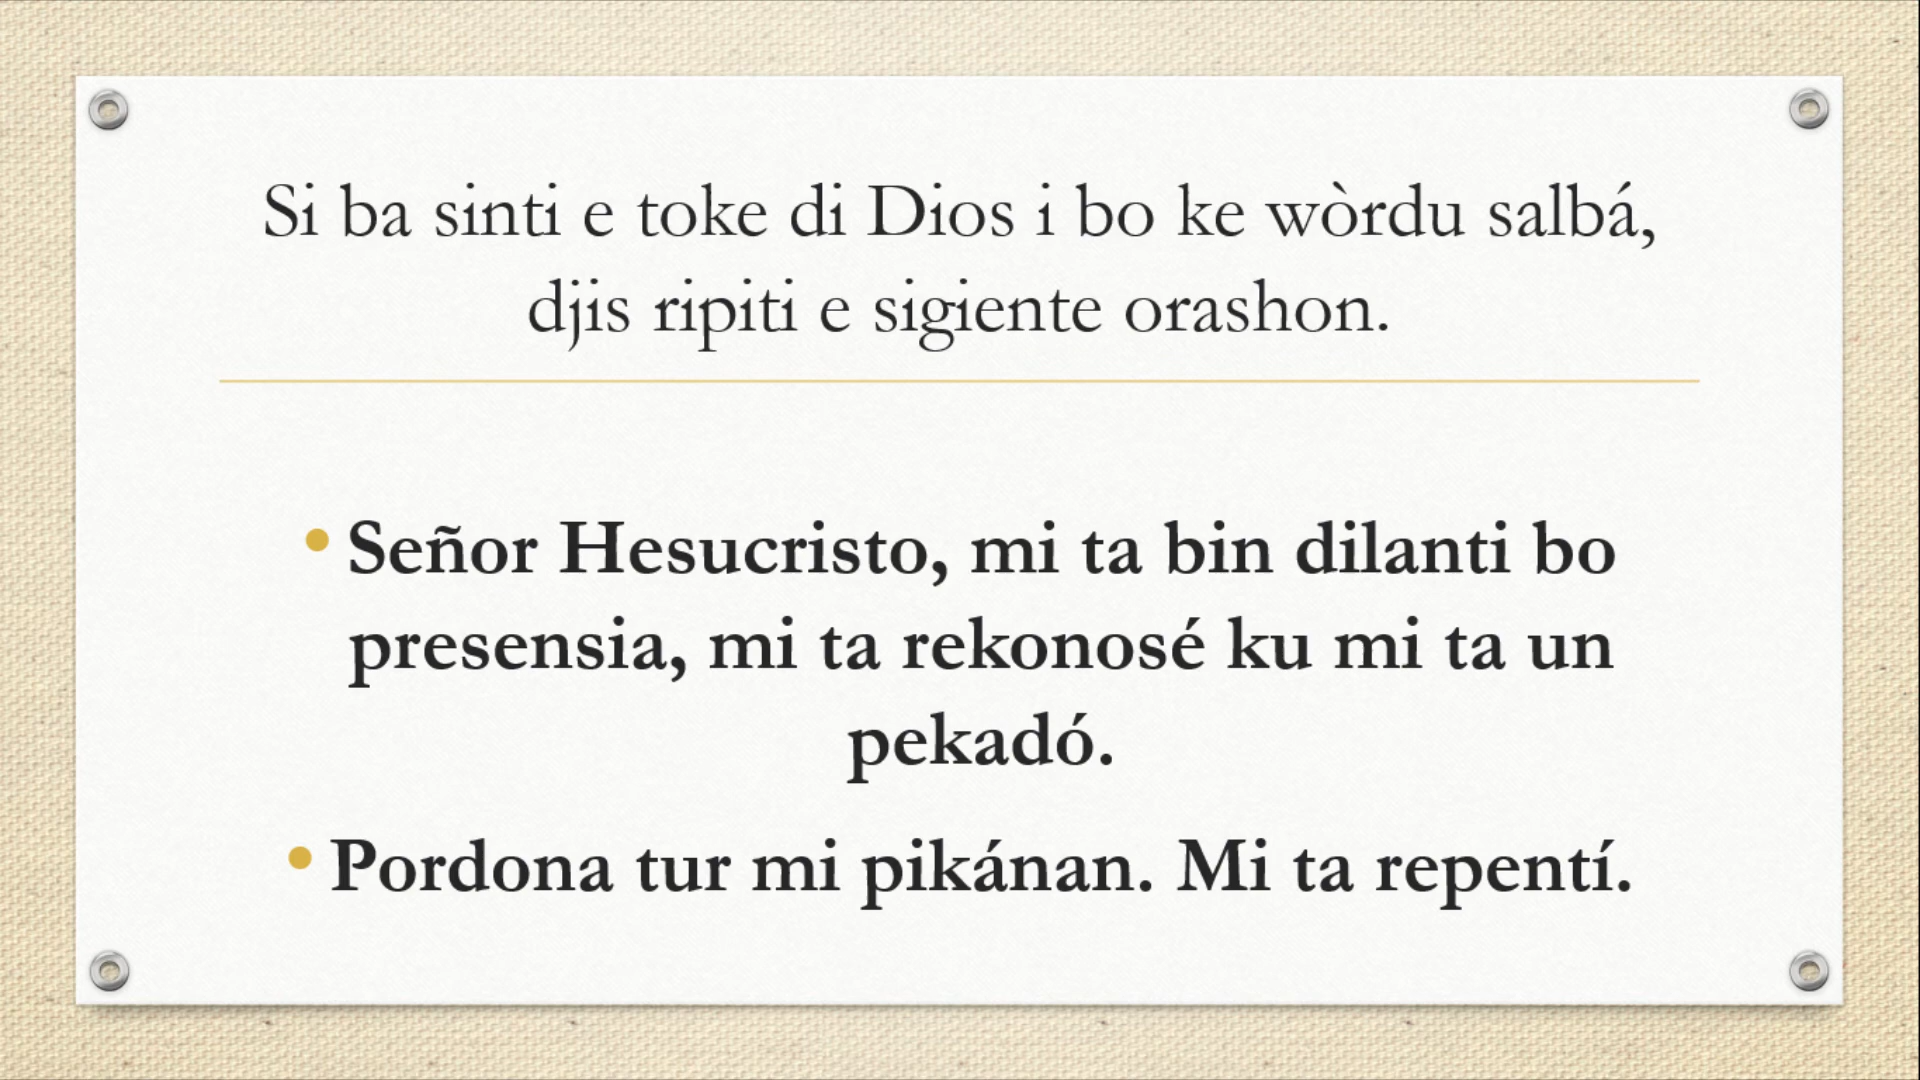 Si ba sinti e toke di Dios i bo ke wòrdu salbá,
djis ripiti e sigiente orashon.
• Señor Hesucristo, mi ta bin dilanti bo
presensia, mi ta rekonosé ku mi ta un
pekadó.
• Pordona tur mi pikánan. Mi ta repentí.